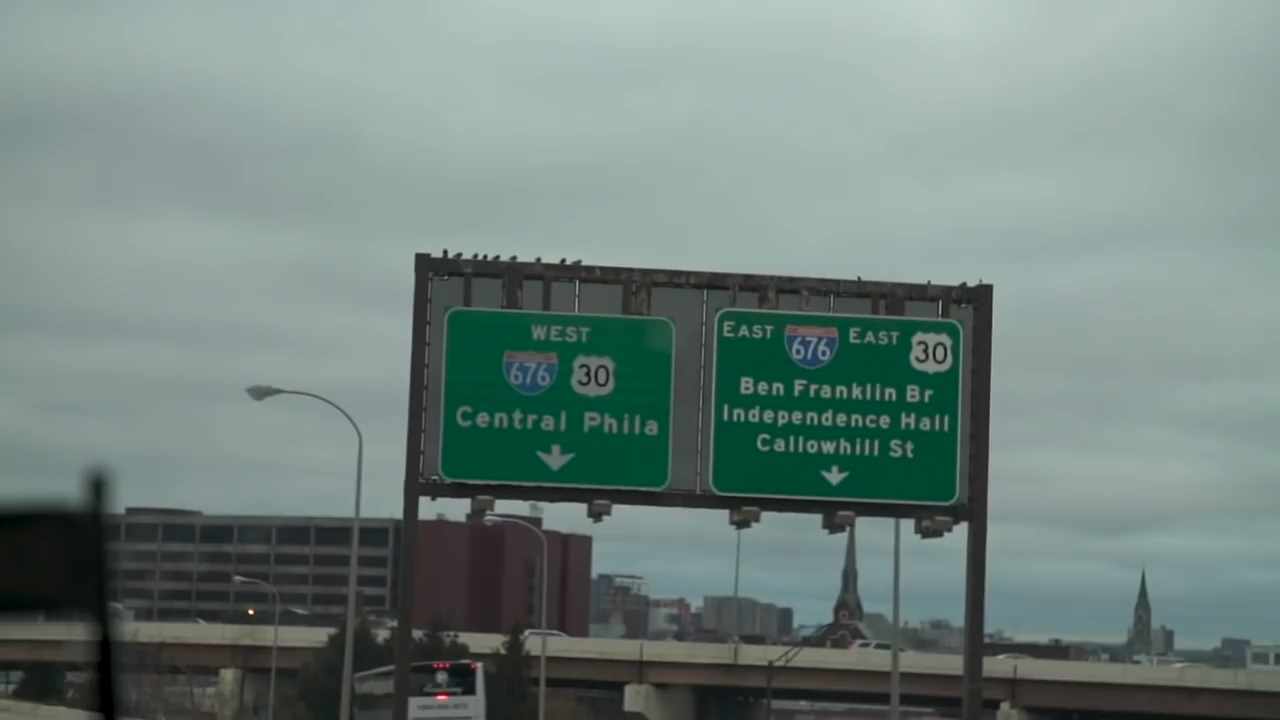 WEST
676 30
Central Phila
EAST 676 EAST 30
Ben Franklin Br
Independence Hall
Callowhill St